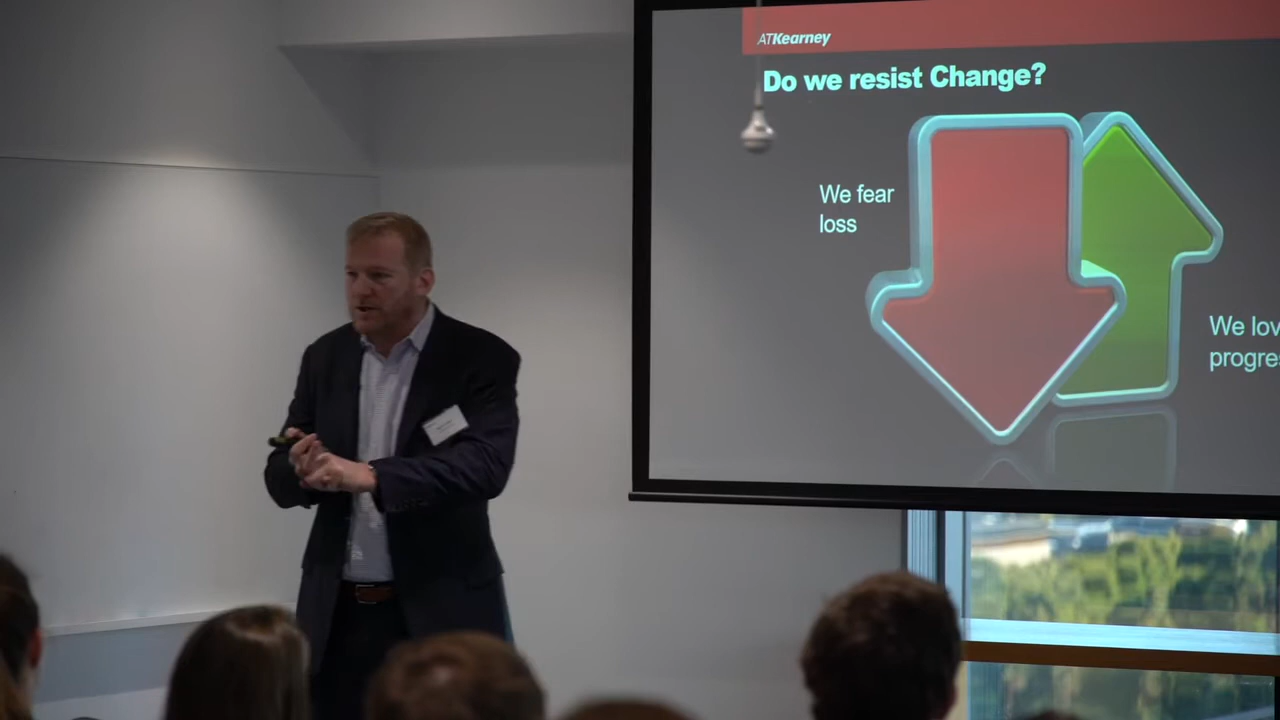 ATKearney
Do we resist Change?
We fear
loss
We lov
progre